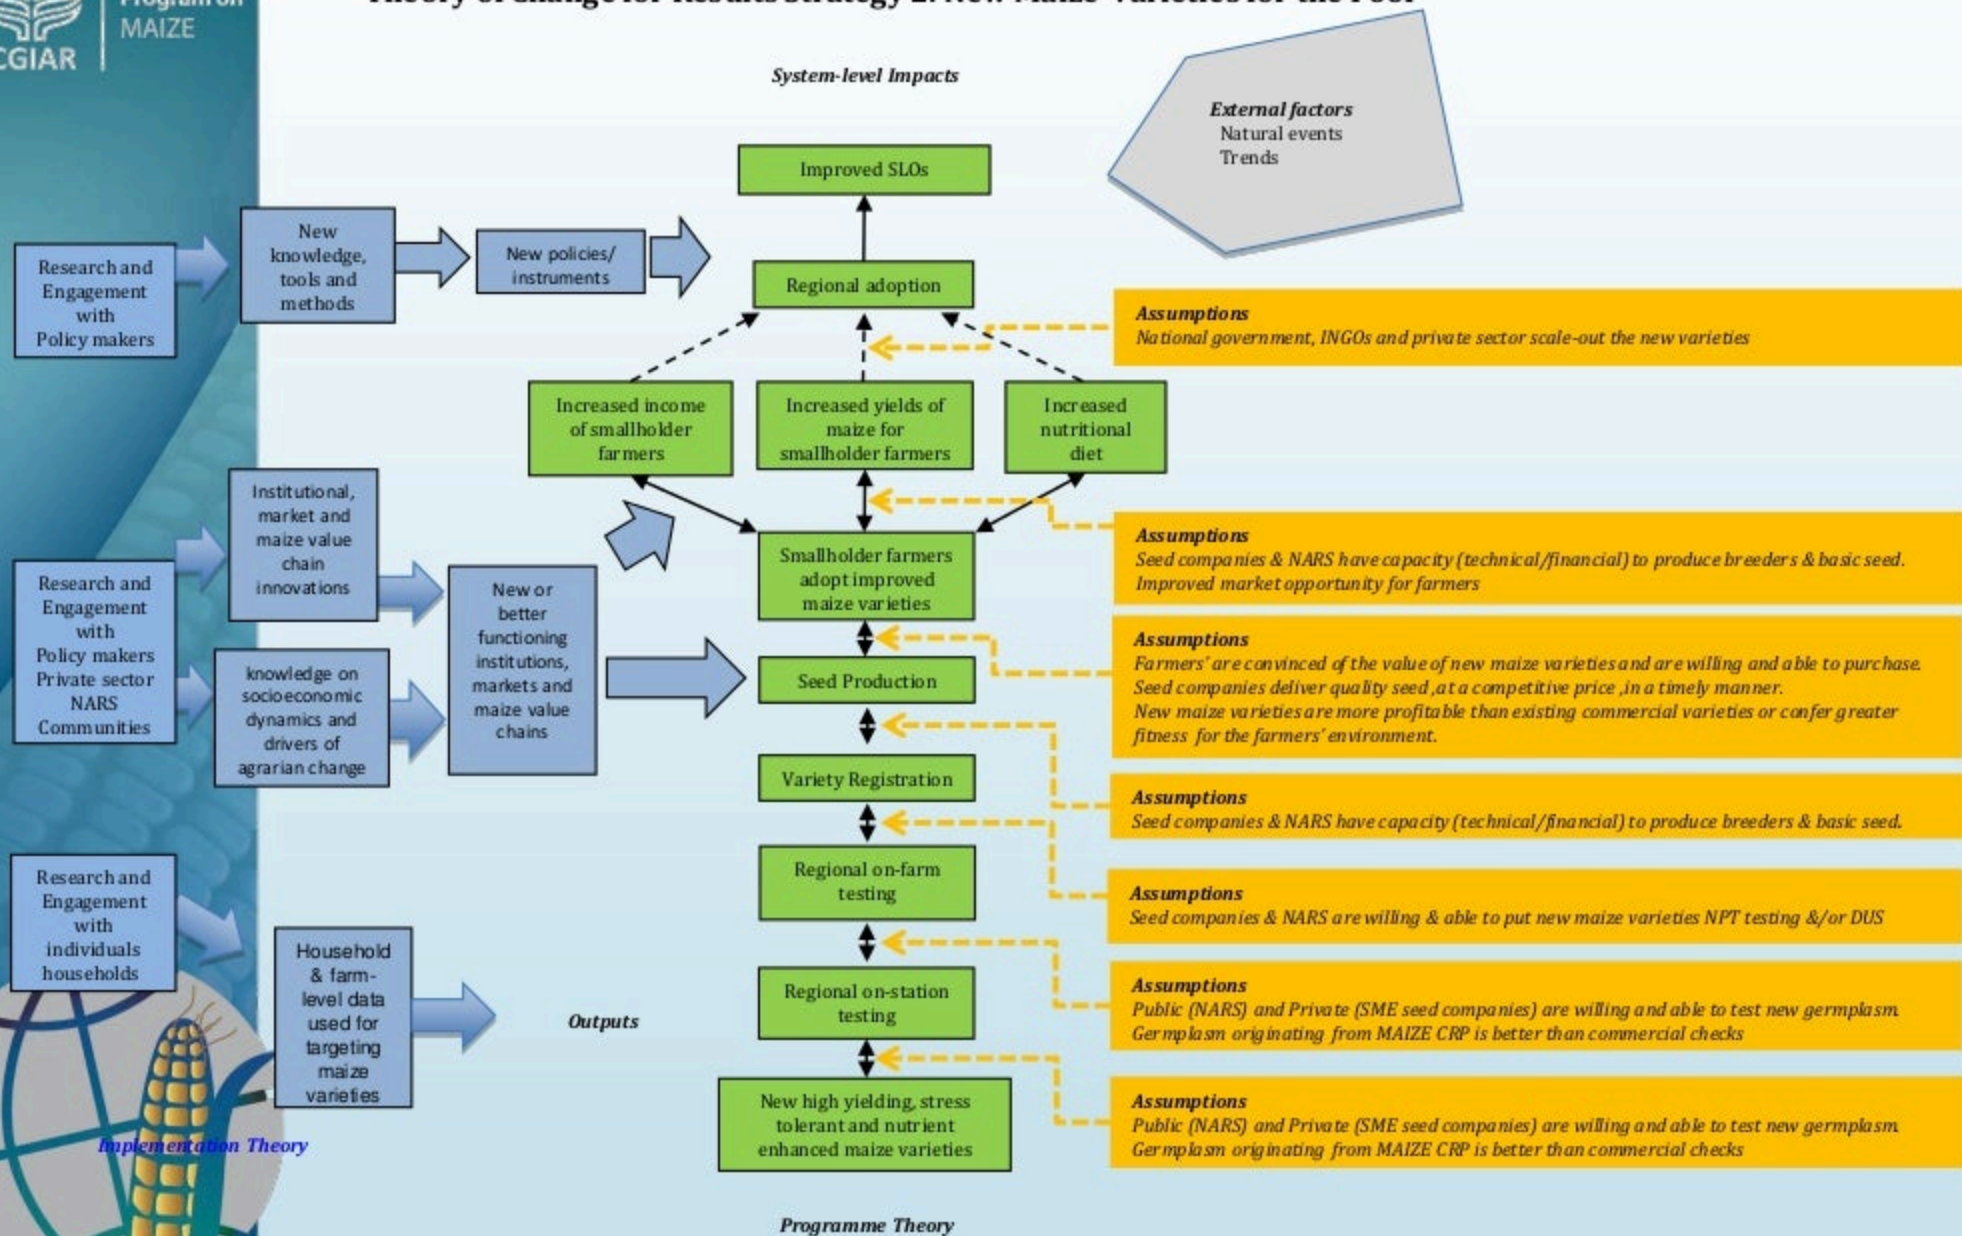 Program on
MAIZE
CGIAR
Theory of Change for Results Strategy 2: New Maize Varieties for the Poor
System-level Impacts
External factors
Natural events
Trends
Improved SLOs
Research and
Engagement
with
Policy makers
New
knowledge,
tools and
methods
New policies/
instruments
Regional adoption
Assumptions
National government, INGOs and private sector scale-out the new varieties
Increased income
of smallholder
farmers
Increased yields of
maize for
smallholder farmers
Increased
nutritional
diet
Institutional,
market and
maize value
chain
innovations
Smallholder farmers
adopt improved
maize varieties
Assumptions
Seed companies & NARS have capacity (technical/financial) to produce breeders & basic seed.
Improved market opportunity for farmers
Research and
Engagement
with
Policy makers
Private sector
NARS
Communities
knowledge on
socioeconomic
dynamics and
drivers of
agrarian change
New or
better
functioning
institutions,
markets and
maize value
chains
Seed Production
Assumptions
Farmers' are convinced of the value of new maize varieties and are willing and able to purchase.
Seed companies deliver quality seed ,at a competitive price ,in a timely manner.
New maize varieties are more profitable than existing commercial varieties or confer greater
fitness for the farmers' environment.
Variety Registration
Assumptions
Seed companies & NARS have capacity (technical/financial) to produce breeders & basic seed.
Research and
Engagement
with
individuals
households
Household
& farm-
level data
used for
targeting
maize
varieties
Outputs
Regional on-farm
testing
Assumptions
Seed companies & NARS are willing & able to put new maize varieties NPT testing &/or DUS
Regional on-station
testing
Assumptions
Public (NARS) and Private (SME seed companies) are willing and able to test new germplasm
Germplasm originating from MAIZE CRP is better than commercial checks
New high yielding, stress
tolerant and nutrient
enhanced maize varieties
Assumptions
Public (NARS) and Private (SME seed companies) are willing and able to test new germplasm
Germplasm originating from MAIZE CRP is better than commercial checks
Implementation Theory
Programme Theory